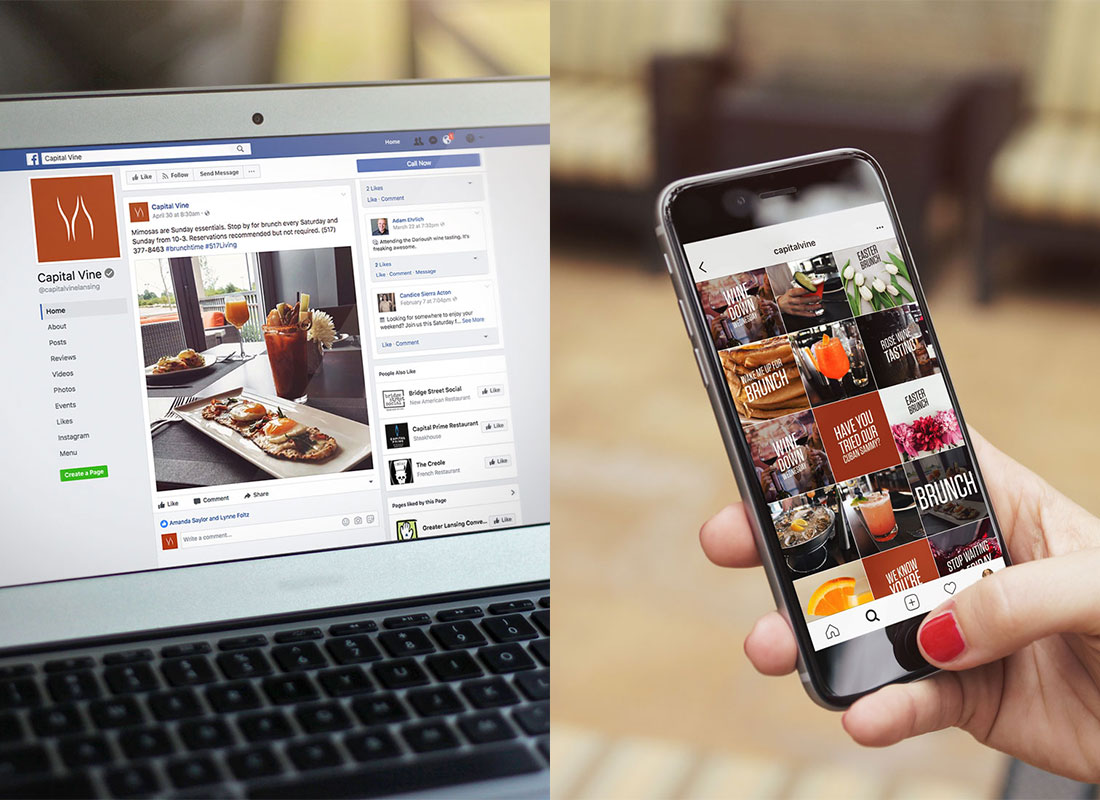 Capital Vine
Home
Like
Follow
Send Message
...
Call Now
Capital Vine
@capitalvinelansing
Home
About
Posts
Reviews
Videos
Photos
Events
Likes
Instagram
Menu
Create a Page
Capital Vine
April 30 at 8:30am
Mimosas are Sunday essentials. Stop by for brunch every Saturday and
Sunday from 10-3. Reservations recommended but not required. (517)
377-8463 #brunchtime #517Living
Like
Comment
Share
Amanda Saylor and Lynne Foltz
Write a comment...
2 Likes
Like · Comment
Adam Ehrlich
March 22 at 7:32pm
Attending the Darioush wine tasting. It's
freaking awesome.
2 Likes
Like · Comment · Message
Candice Sierra Acton
February 7 at 7:04pm
Looking for somewhere to enjoy your
weekend? Join us this Saturday f... See More
Like · Comment
People Also Like
Bridge Street Social
New American Restaurant
Like
Capital Prime Restaurant
Steakhouse
Like
The Creole
French Restaurant
Like
Pages liked by this Page
Greater Lansing Conve...
Like
capitalvine
...
WINE
DOWN
WEDNESDAY
EASTER
BRUNCH
WAKE ME UP FOR
BRUNCH
ROSÉ WINE
TASTING
WINE
DOWN
WEDNESDAY
HAVE YOU
TRIED OUR
CUBAN SAMMY?
EASTER
BRUNCH
BRUNCH
WE KNOW
YOU'RE
STOP WAITING
FRIDAY